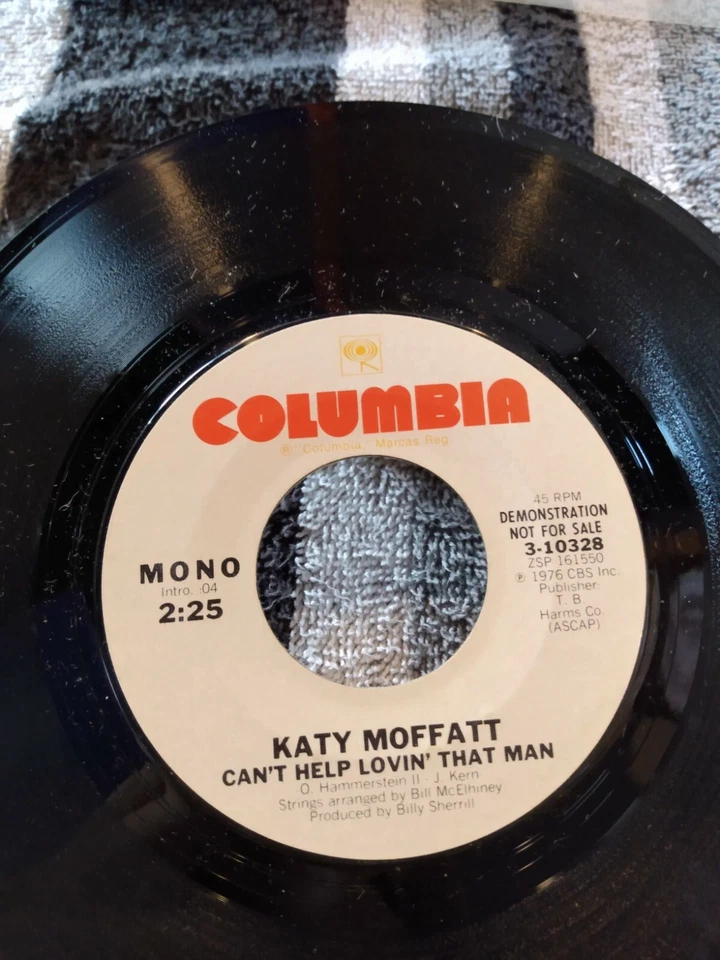 COLUMBIA
® "Columbia," Marcas Reg.
45 RPM
DEMONSTRATION
NOT FOR SALE
3-10328
ZSP 161550
℗ 1976 CBS Inc.
Publisher:
T. B.
Harms Co.
(ASCAP)
MONO
Intro. :04
2:25
KATY MOFFATT
CAN'T HELP LOVIN' THAT MAN
O. Hammerstein II - J. Kern
Strings arranged by Bill McElhiney
Produced by Billy Sherrill